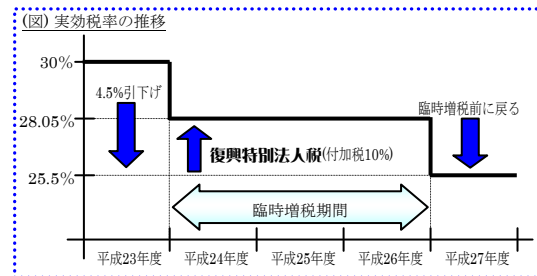 (図) 実効税率の推移
30%
4.5%引下げ
臨時増税前に戻る
28.05%
復興特別法人税(付加税10%)
25.5%
臨時増税期間
平成23年度 平成24年度 平成25年度 平成26年度 平成27年度